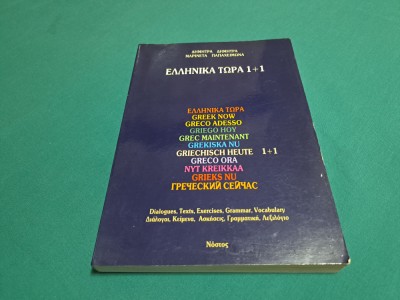 ΔΗΜΗΤΡΑ ΔΗΜΗΤΡΑ
ΜΑΡΙΝΕΤΑ ΠΑΠΑΧΕΙΜΩΝΑ
ΕΛΛΗΝΙΚΑ ΤΩΡΑ 1+1
ΕΛΛΗΝΙΚΑ ΤΩΡΑ
GREEK NOW
GRECO ADESSO
GRIEGO HOY
GREC MAINTENANT
GREKISKA NU
GRIECHISCH HEUTE 1+1
GRECO ORA
NYT KREIKKAA
GRIEKS NU
ГРЕЧЕСКИЙ СЕЙЧАС
Dialogues, Texts, Exercises, Grammar, Vocabulary
Διάλογοι, Κείμενα, Ασκήσεις, Γραμματική, Λεξιλόγιο
Νόστος